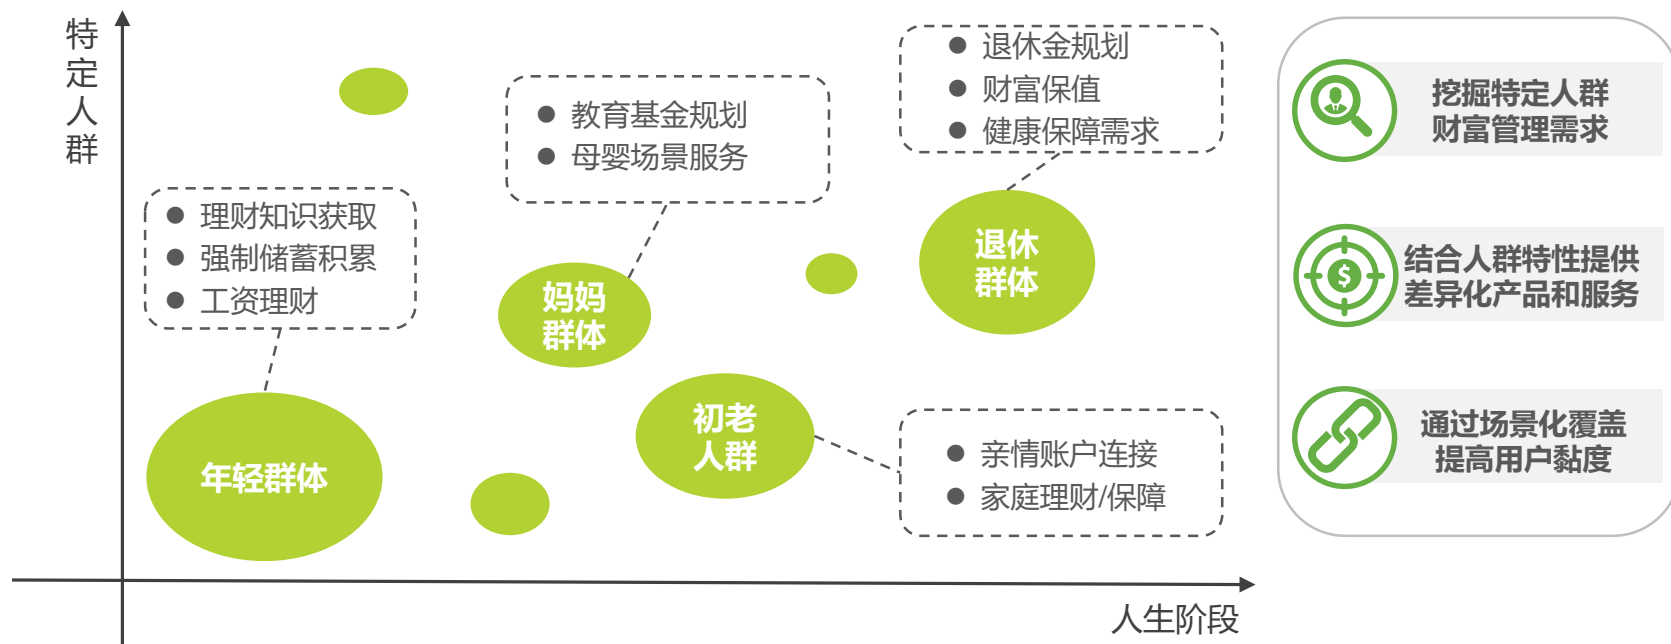 特定人群
理财知识获取
强制储蓄积累
工资理财
年轻群体
教育基金规划
母婴场景服务
妈妈
群体
初老
人群
亲情账户连接
家庭理财/保障
退休金规划
财富保值
健康保障需求
退休
群体
人生阶段
挖掘特定人群
财富管理需求
$
结合人群特性提供
差异化产品和服务
通过场景化覆盖
提高用户黏度